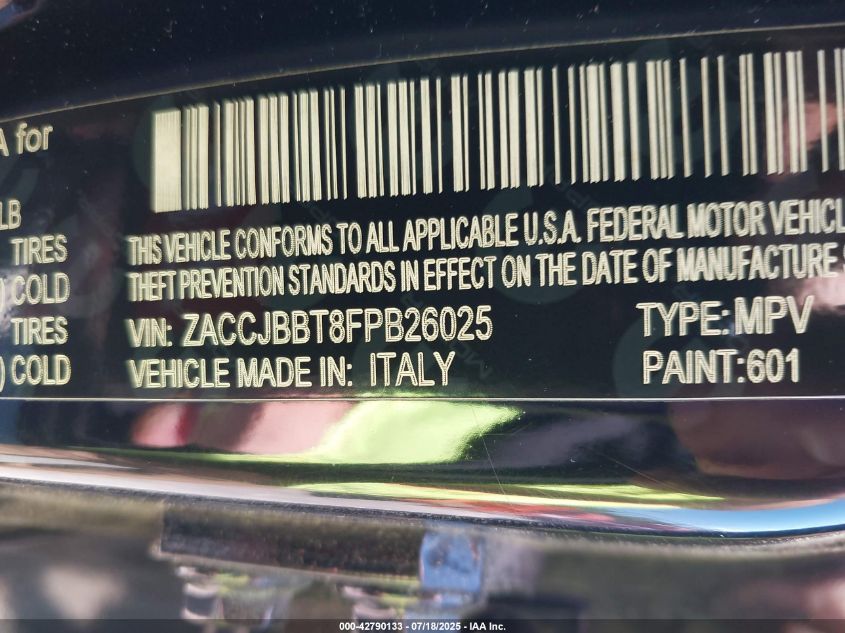 A for
LB
TIRES
) COLD
TIRES
) COLD
THIS VEHICLE CONFORMS TO ALL APPLICABLE U.S.A. FEDERAL MOTOR VEHICL
THEFT PREVENTION STANDARDS IN EFFECT ON THE DATE OF MANUFACTURE
VIN: ZACCJBBT8FPB26025 TYPE: MPV
VEHICLE MADE IN: ITALY PAINT: 601
000-42790133 - 07/18/2025 - IAA Inc.